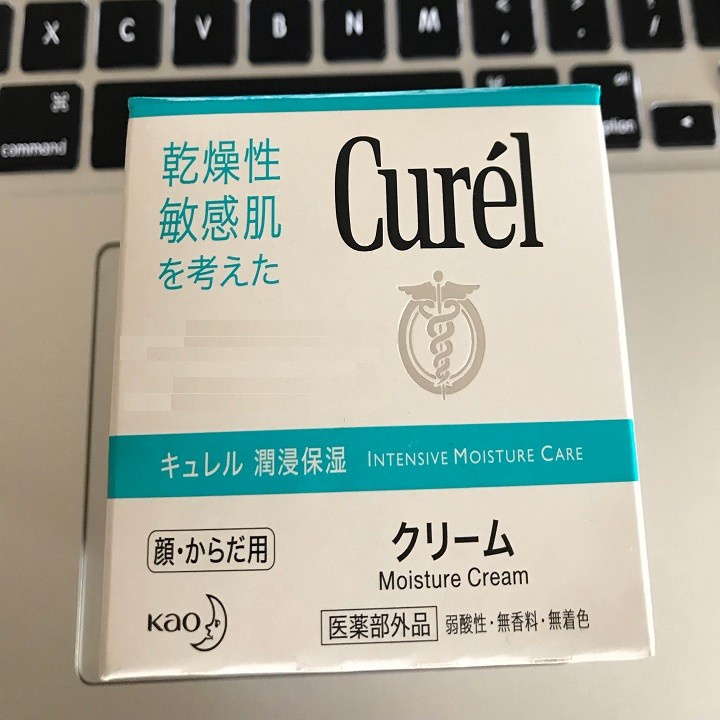 X C V B N M < , > . ? /
command
⌘
alt
option
◀
乾燥性
敏感肌
を考えた
Curél
キュレル 潤浸保湿 INTENSIVE MOISTURE CARE
顔・からだ用
クリーム
Moisture Cream
Kao
医薬部外品 弱酸性・無香料・無着色